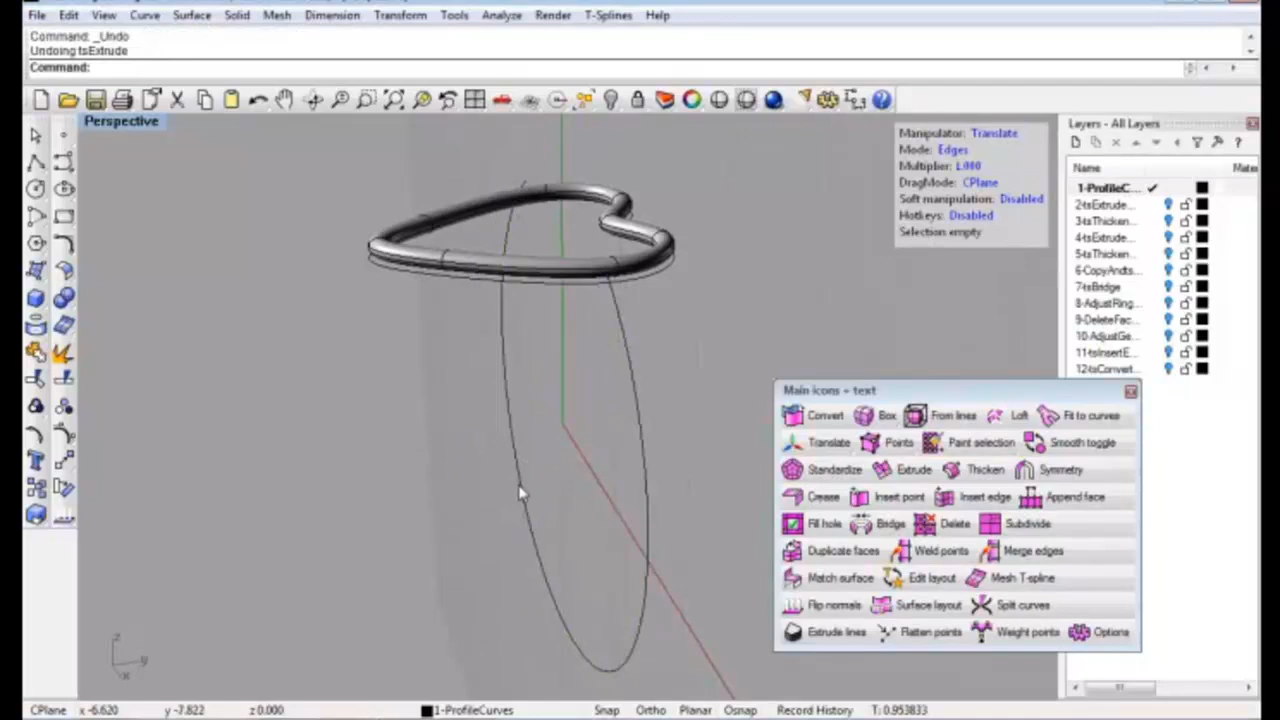 File Edit View Curve Surface Solid Mesh Dimension Transform Tools Analyze Render T-Splines Help
Command: _Undo
Undoing tsExtrude
Command:
Perspective
Manipulator: Translate
Mode: Edges
Multiplier: 1.000
DragMode: CPlane
Soft manipulation: Disabled
Hotkeys: Disabled
Selection empty
Layers - All Layers
Name Mater
1-ProfileC...
2-tsExtrude...
3-tsThicken...
4-tsExtrude...
5-tsThicken...
6-CopyAndts...
7-tsBridge
8-AdjustRing...
9-DeleteFac...
10-AdjustGe...
11-tsInsertE...
12-tsConvert...
Main icons + text
Convert Box From lines Loft Fit to curves
Translate Points Paint selection Smooth toggle
Standardize Extrude Thicken Symmetry
Crease Insert point Insert edge Append face
Fill hole Bridge Delete Subdivide
Duplicate faces Weld points Merge edges
Match surface Edit layout Mesh T-spline
Flip normals Surface layout Split curves
Extrude lines Flatten points Weight points Options
z
y
x
CPlane x -6.620 y -7.822 z 0.000 1-ProfileCurves Snap Ortho Planar Osnap Record History T: 0.953833